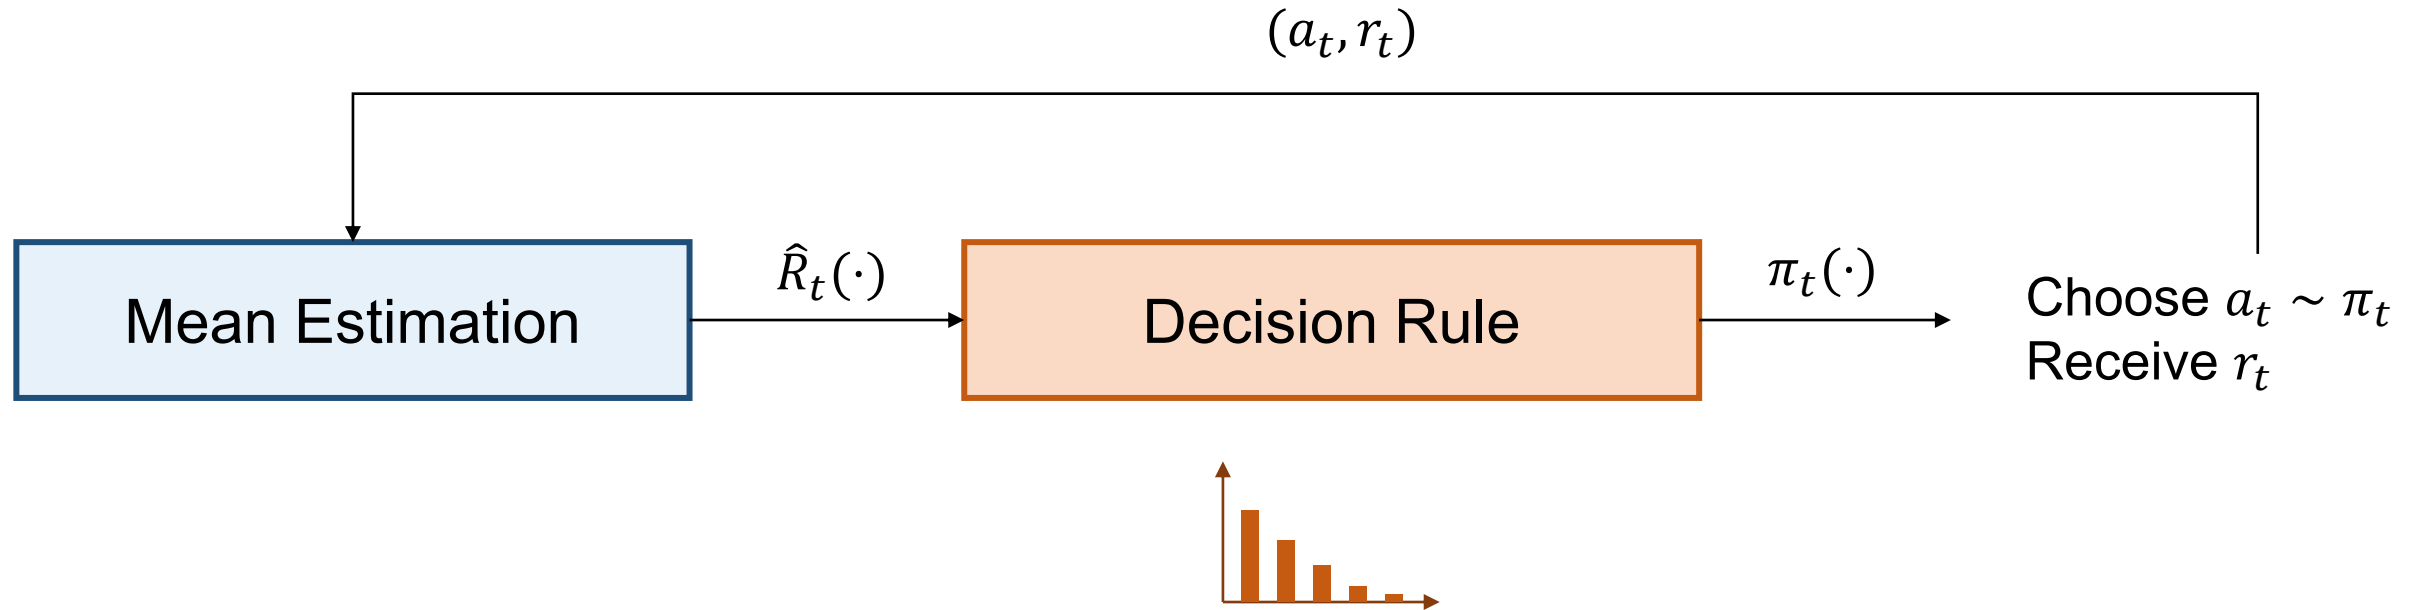 (a_t, r_t)
Mean Estimation
R̂_t(·)
Decision Rule
π_t(·)
Choose a_t ~ π_t
Receive r_t